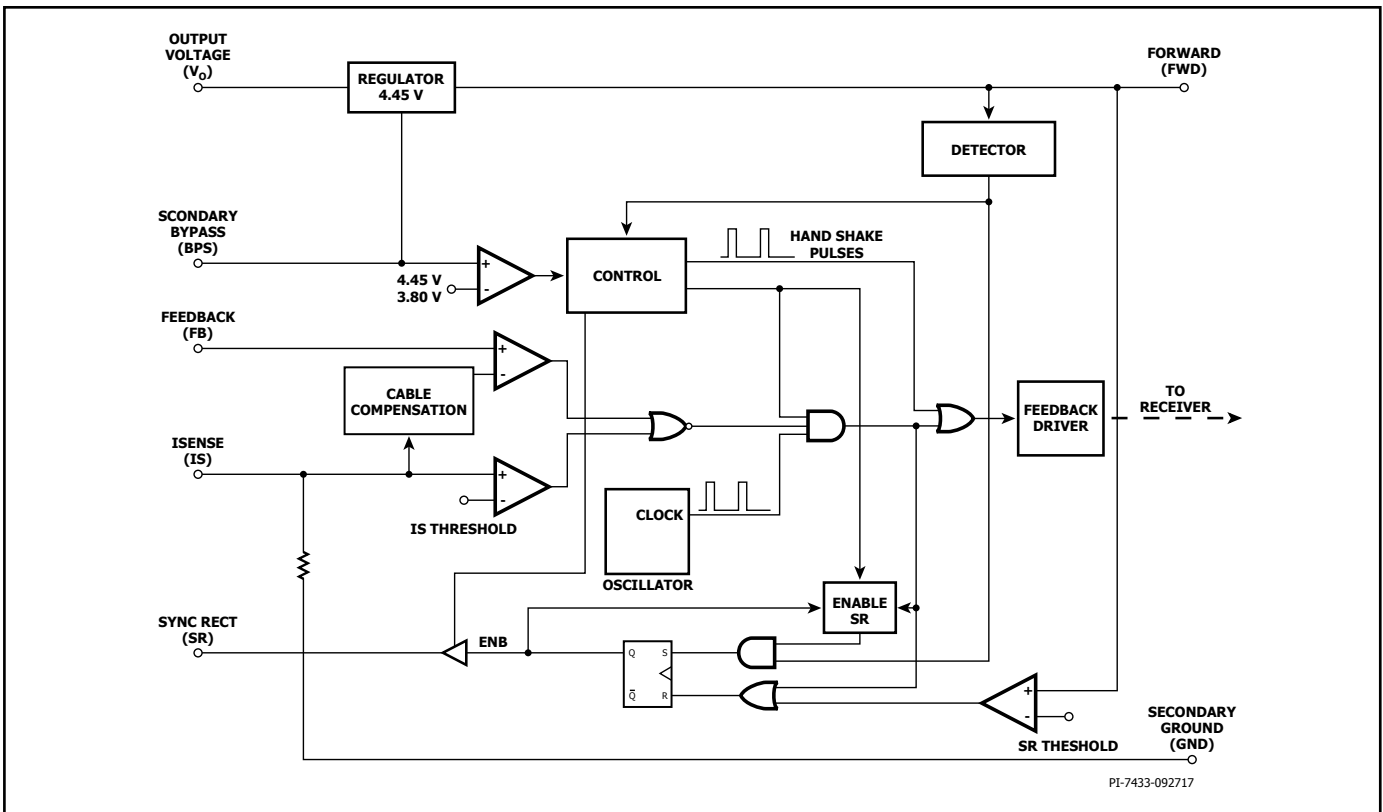 OUTPUT
VOLTAGE
(VO)
REGULATOR
4.45 V
FORWARD
(FWD)
DETECTOR
SCONDARY
BYPASS
(BPS)
+
-
4.45 V
3.80 V
CONTROL
HAND SHAKE
PULSES
FEEDBACK
(FB)
+
-
CABLE
COMPENSATION
FEEDBACK
DRIVER
TO
RECEIVER
ISENSE
(IS)
+
-
IS THRESHOLD
CLOCK
OSCILLATOR
ENABLE
SR
SYNC RECT
(SR)
ENB
Q
S
Q̅
R
+
-
SR THESHOLD
SECONDARY
GROUND
(GND)
PI-7433-092717